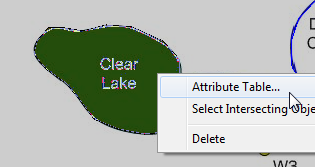 Clear
Lake
Attribute Table...
Select Intersecting Obje
Delete
W3